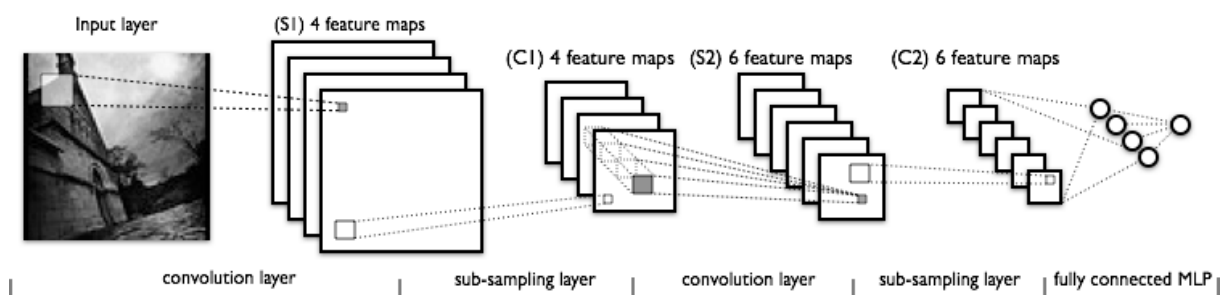 Input layer
(S1) 4 feature maps
(C1) 4 feature maps
(S2) 6 feature maps
(C2) 6 feature maps
convolution layer
sub-sampling layer
convolution layer
sub-sampling layer
fully connected MLP